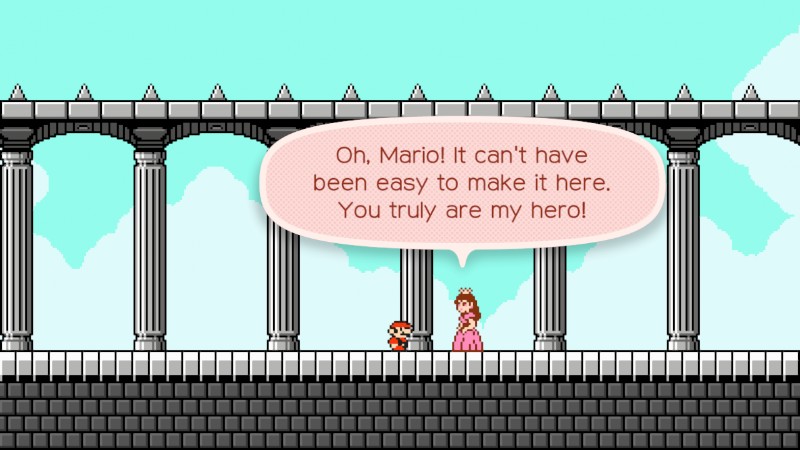 Oh, Mario! It can't have
been easy to make it here.
You truly are my hero!